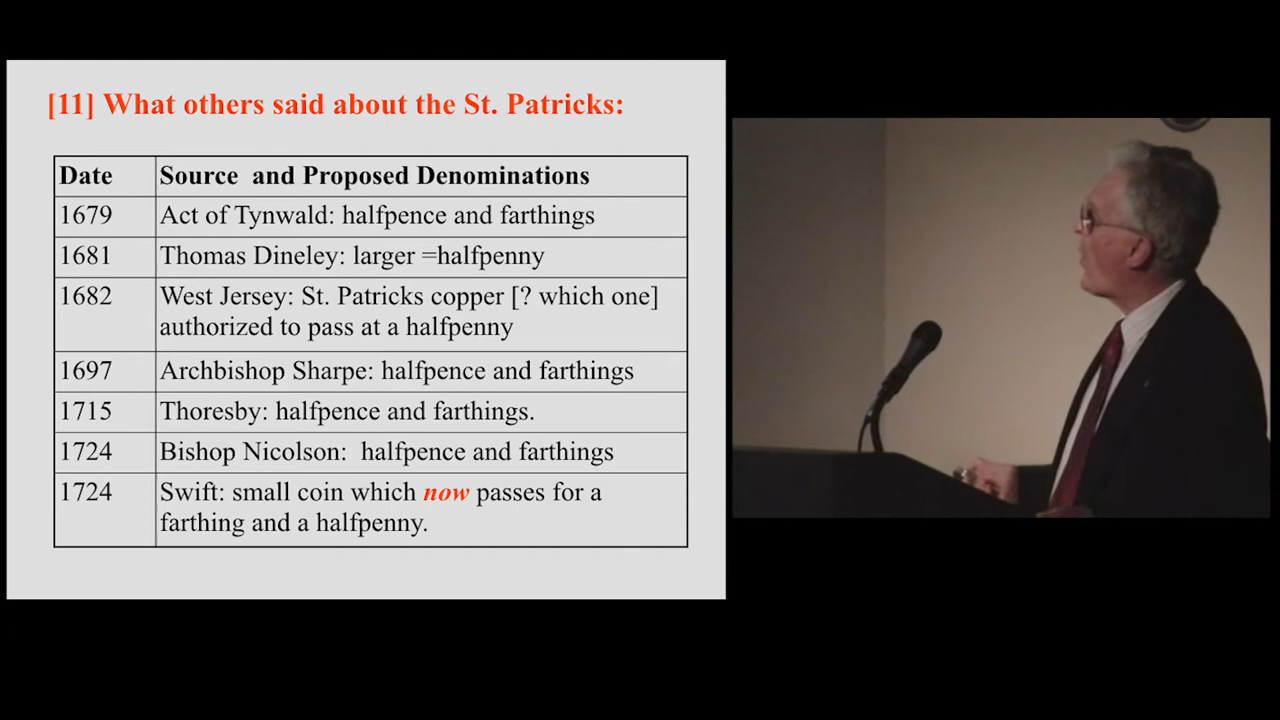 [11] What others said about the St. Patricks:
Date Source and Proposed Denominations
1679 Act of Tynwald: halfpence and farthings
1681 Thomas Dineley: larger =halfpenny
1682 West Jersey: St. Patricks copper [? which one]
authorized to pass at a halfpenny
1697 Archbishop Sharpe: halfpence and farthings
1715 Thoresby: halfpence and farthings.
1724 Bishop Nicolson: halfpence and farthings
1724 Swift: small coin which now passes for a
farthing and a halfpenny.